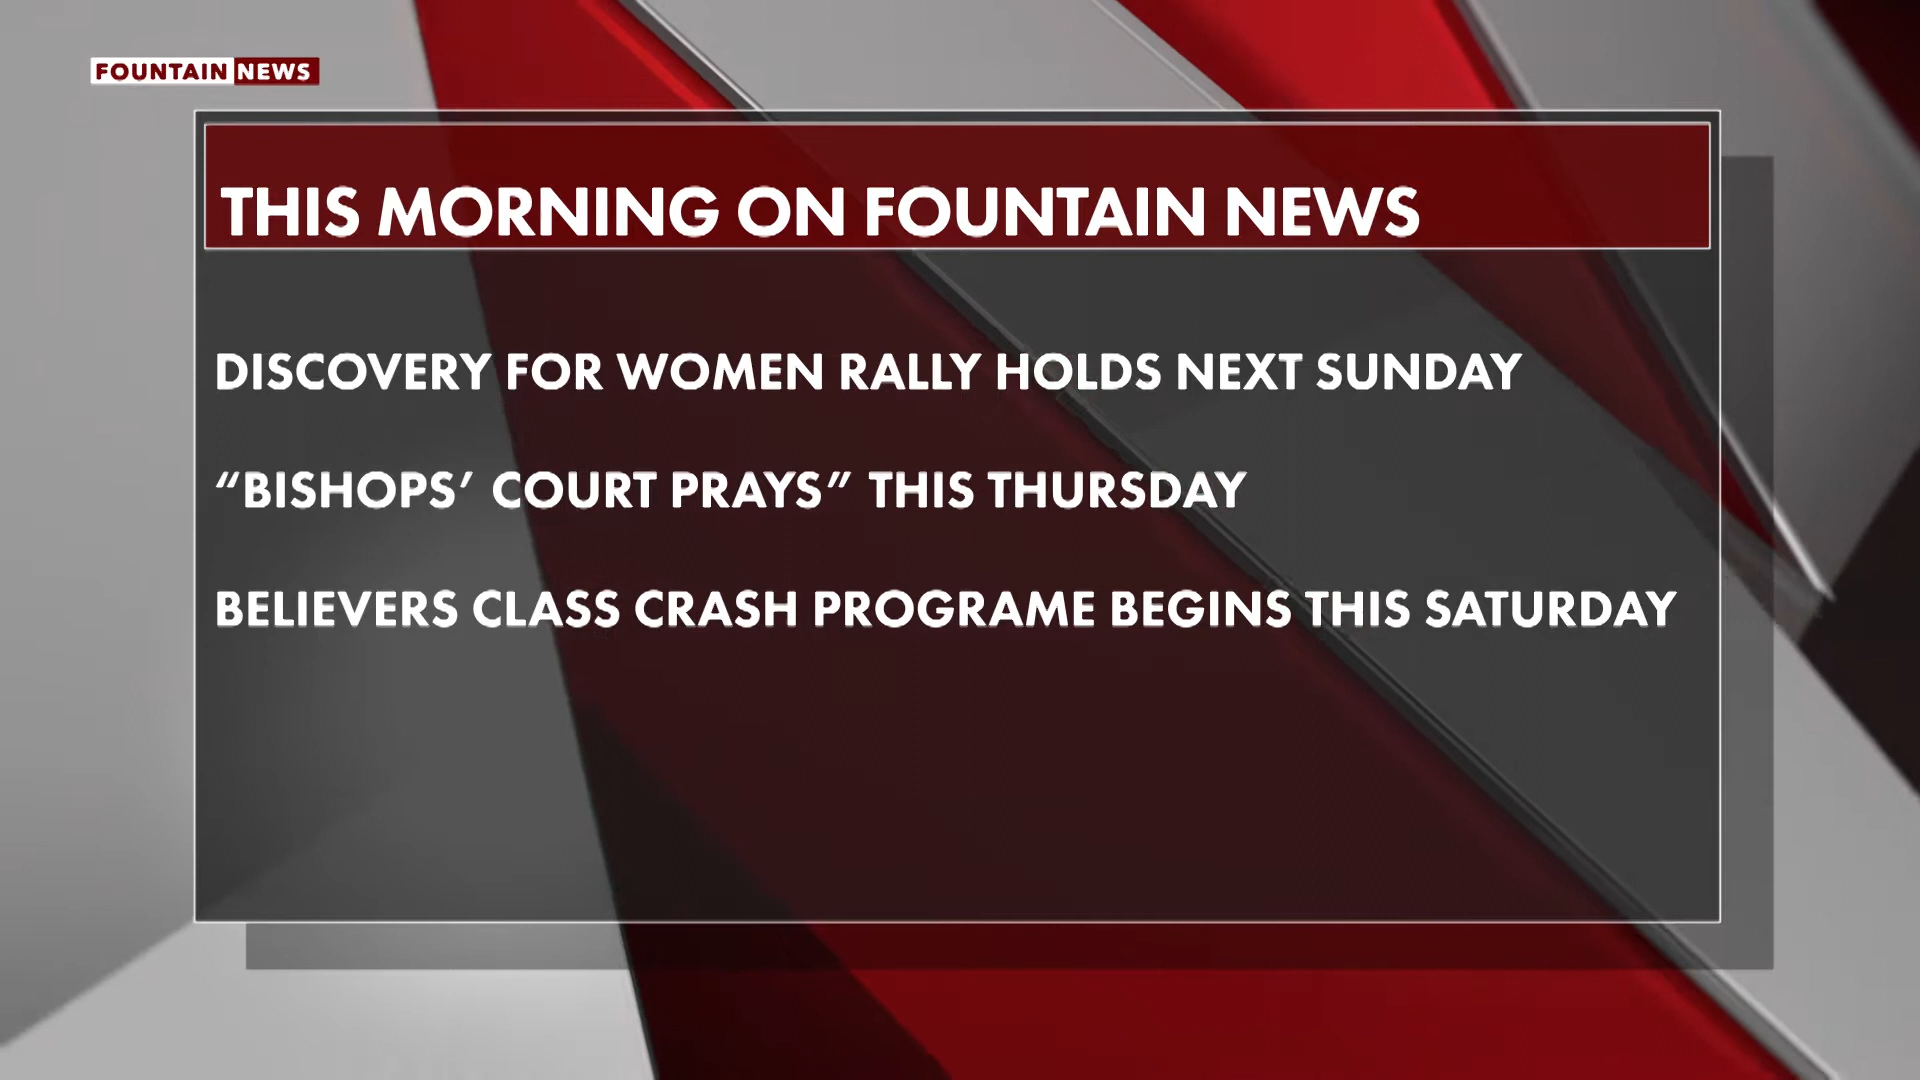 FOUNTAIN NEWS
THIS MORNING ON FOUNTAIN NEWS
DISCOVERY FOR WOMEN RALLY HOLDS NEXT SUNDAY
“BISHOPS’ COURT PRAYS” THIS THURSDAY
BELIEVERS CLASS CRASH PROGRAME BEGINS THIS SATURDAY